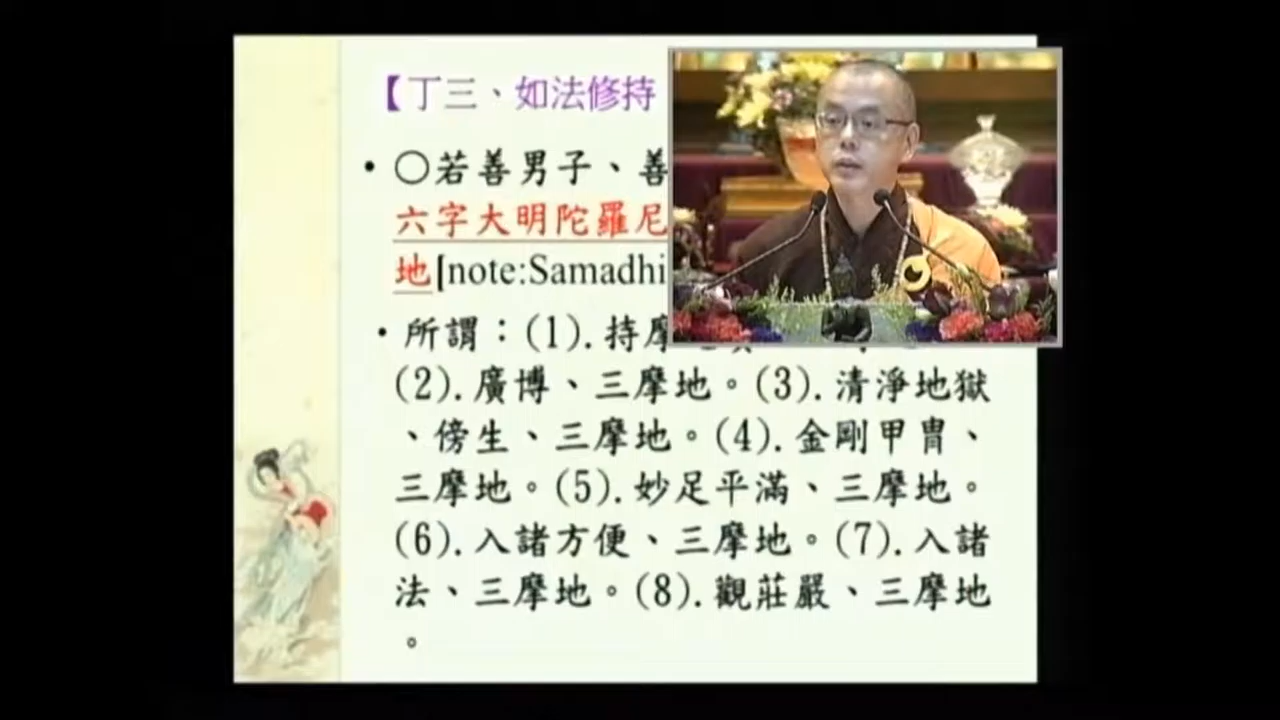 【丁三、如法修持
• ○若善男子、善
六字大明陀羅尼
地[note:Samadhi
• 所謂：(1).持摩
(2).廣博、三摩地。(3).清淨地獄
、傍生、三摩地。(4).金剛甲冑、
三摩地。(5).妙足平滿、三摩地。
(6).入諸方便、三摩地。(7).入諸
法、三摩地。(8).觀莊嚴、三摩地
。